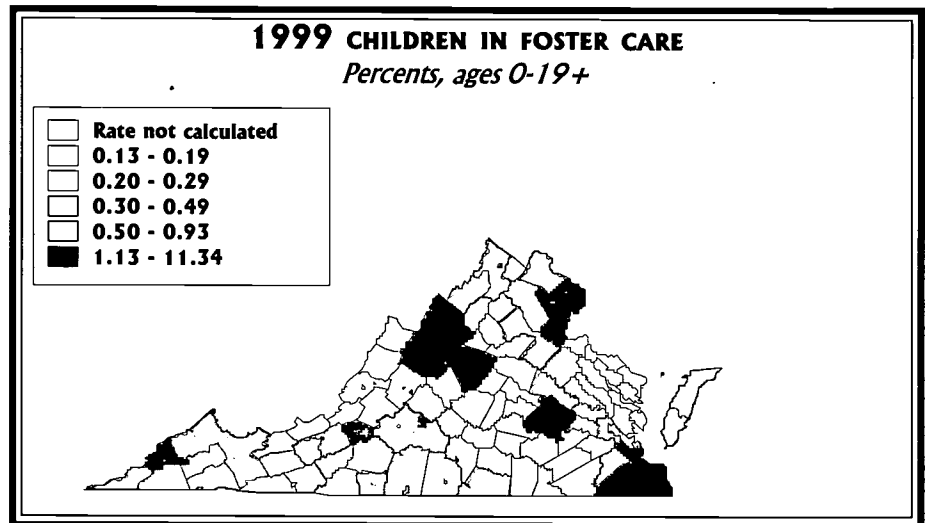 1999 CHILDREN IN FOSTER CARE
Percents, ages 0-19+
Rate not calculated
0.13 - 0.19
0.20 - 0.29
0.30 - 0.49
0.50 - 0.93
1.13 - 11.34